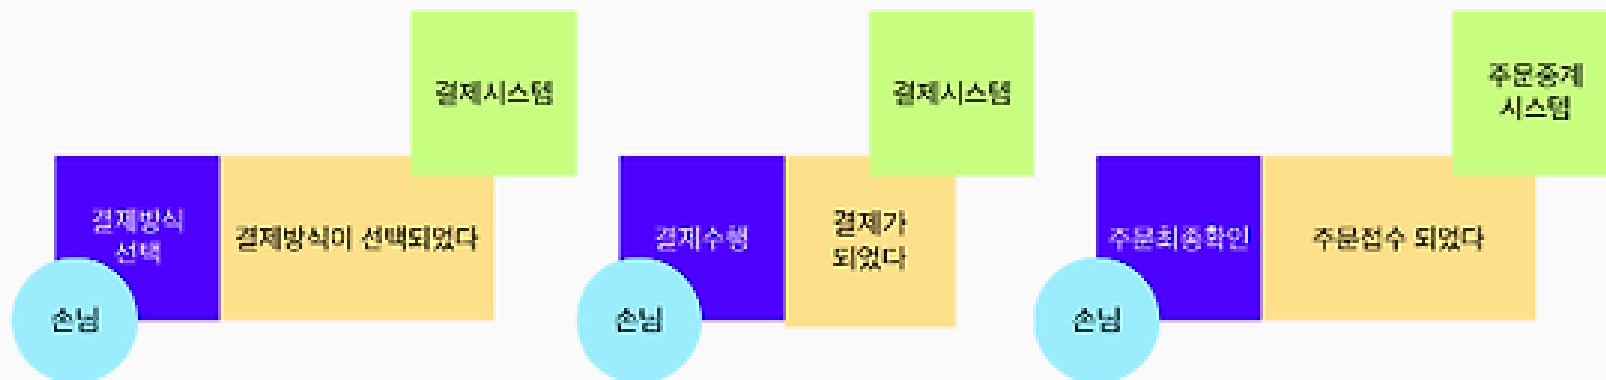 결제시스템
결제방식
선택
결제방식이 선택되었다
손님
결제시스템
결제수행
결제가
되었다
손님
주문중계
시스템
주문최종확인
주문접수 되었다
손님